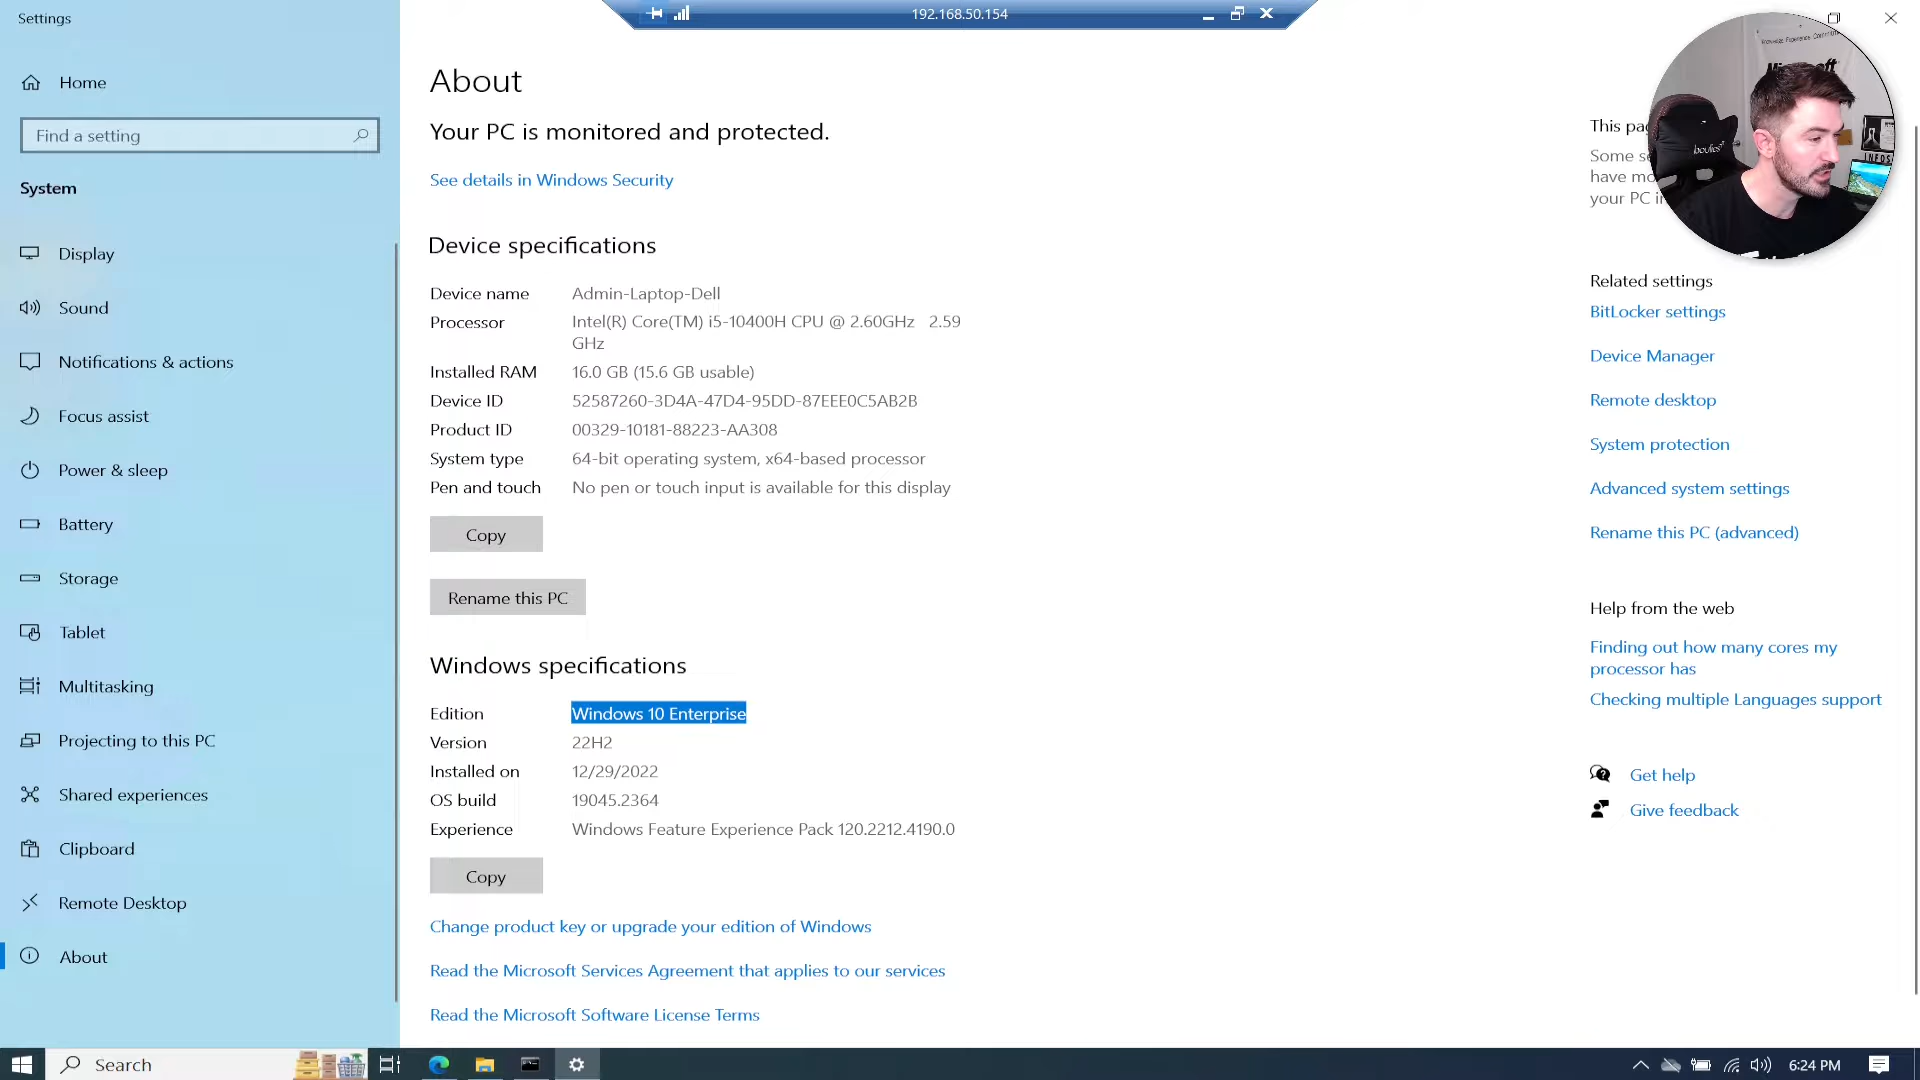 Settings
192.168.50.154
Home
Find a setting
System
Display
Sound
Notifications & actions
Focus assist
Power & sleep
Battery
Storage
Tablet
Multitasking
Projecting to this PC
Shared experiences
Clipboard
Remote Desktop
About
About
Your PC is monitored and protected.
See details in Windows Security
Device specifications
Device name Admin-Laptop-Dell
Processor Intel(R) Core(TM) i5-10400H CPU @ 2.60GHz 2.59
GHz
Installed RAM 16.0 GB (15.6 GB usable)
Device ID 52587260-3D4A-47D4-95DD-87EEE0C5AB2B
Product ID 00329-10181-88223-AA308
System type 64-bit operating system, x64-based processor
Pen and touch No pen or touch input is available for this display
Copy
Rename this PC
Windows specifications
Edition Windows 10 Enterprise
Version 22H2
Installed on 12/29/2022
OS build 19045.2364
Experience Windows Feature Experience Pack 120.2212.4190.0
Copy
Change product key or upgrade your edition of Windows
Read the Microsoft Services Agreement that applies to our services
Read the Microsoft Software License Terms
This
Some
have
your PC
Microsoft
Related settings
BitLocker settings
Device Manager
Remote desktop
System protection
Advanced system settings
Rename this PC (advanced)
Help from the web
Finding out how many cores my
processor has
Checking multiple Languages support
Get help
Give feedback
Search
6:24 PM